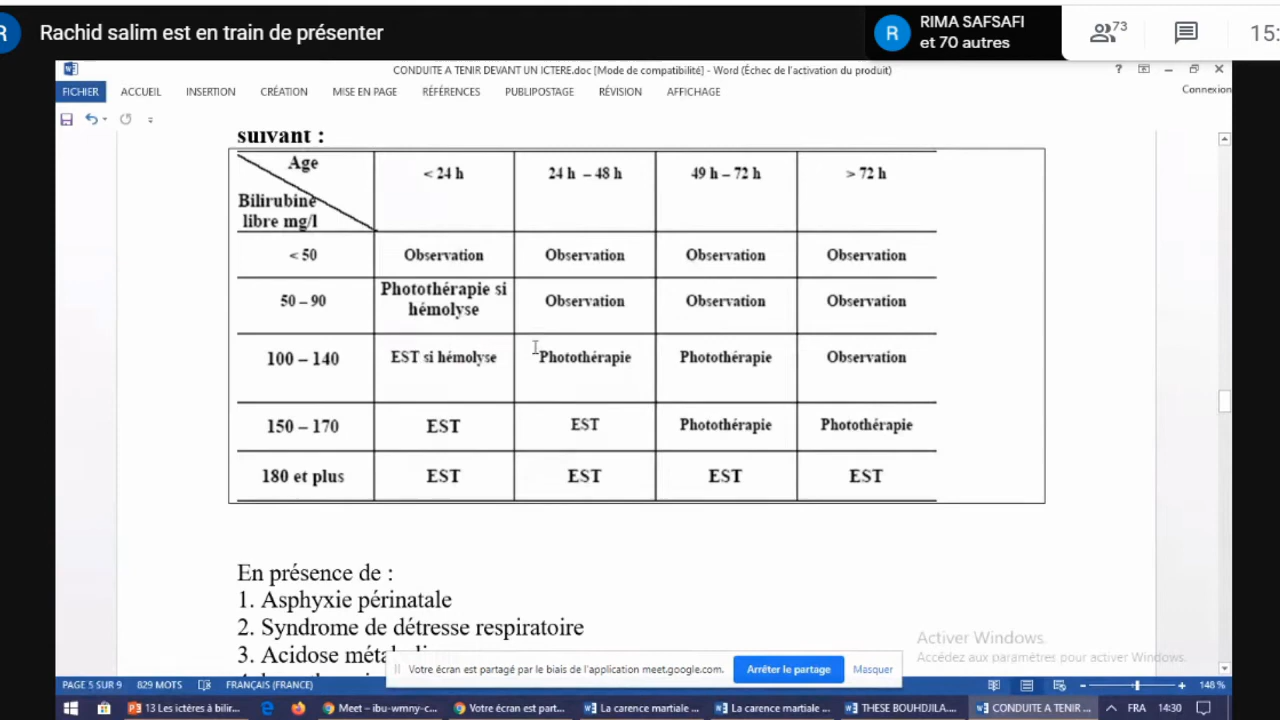 R
Rachid salim est en train de présenter
R
RIMA SAFSAFI
et 70 autres
73
15:
CONDUITE A TENIR DEVANT UN ICTERE.doc [Mode de compatibilité] - Word (Échec de l'activation du produit)
?
FICHIER ACCUEIL INSERTION CRÉATION MISE EN PAGE RÉFÉRENCES PUBLIPOSTAGE RÉVISION AFFICHAGE
Connexion
suivant :
Age
Bilirubine
libre mg/l
< 24 h
24 h – 48 h
49 h – 72 h
> 72 h
< 50 Observation Observation Observation Observation
50 – 90 Photothérapie si hémolyse Observation Observation Observation
100 – 140 EST si hémolyse Photothérapie Photothérapie Observation
150 – 170 EST EST Photothérapie Photothérapie
180 et plus EST EST EST EST
En présence de :
1. Asphyxie périnatale
2. Syndrome de détresse respiratoire
3. Acidose
Votre écran est partagé par le biais de l'application meet.google.com.
Arrêter le partage
Masquer
Activer Windows.
Accédez aux paramètres pour activer Windows.
PAGE 5 SUR 9 829 MOTS FRANÇAIS (FRANCE)
148 %
13 Les ictères à bilir...
Meet – ibu-wmny-c...
Votre écran est part...
La carence martiale ...
La carence martiale ...
THESE BOUHDJILA....
CONDUITE A TENIR ...
FRA 14:30